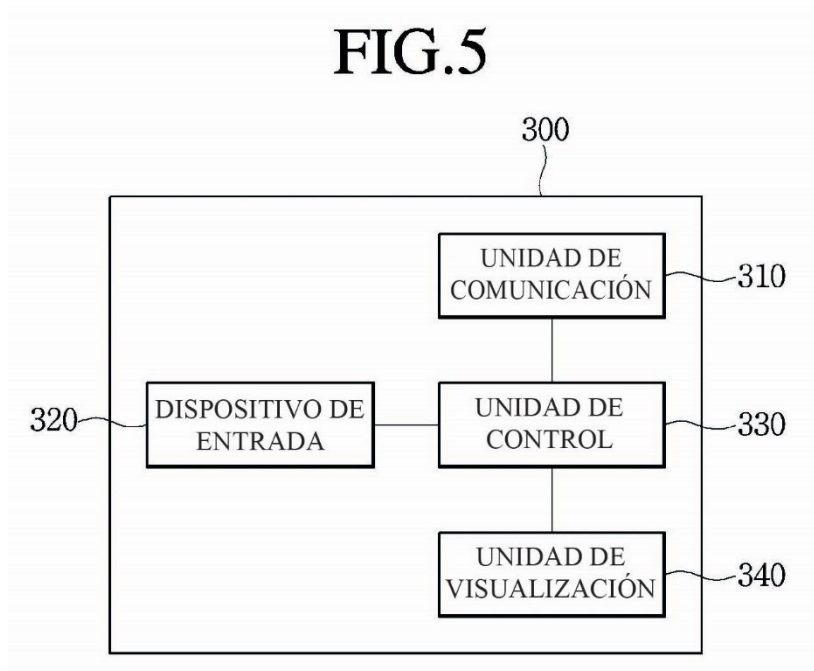 FIG.5
300
UNIDAD DE
COMUNICACIÓN
310
320
DISPOSITIVO DE
ENTRADA
UNIDAD DE
CONTROL
330
UNIDAD DE
VISUALIZACIÓN
340